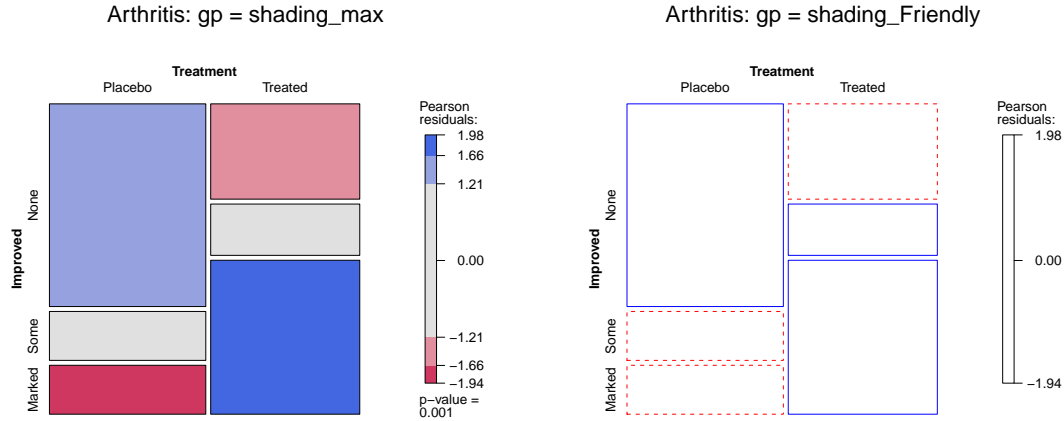 Arthritis: gp = shading_max
Treatment
Placebo Treated
Improved
None
Some
Marked
Pearson
residuals:
1.98
1.66
1.21
0.00
−1.21
−1.66
−1.94
p−value =
0.001
Arthritis: gp = shading_Friendly
Treatment
Placebo Treated
Improved
None
Some
Marked
Pearson
residuals:
1.98
0.00
−1.94